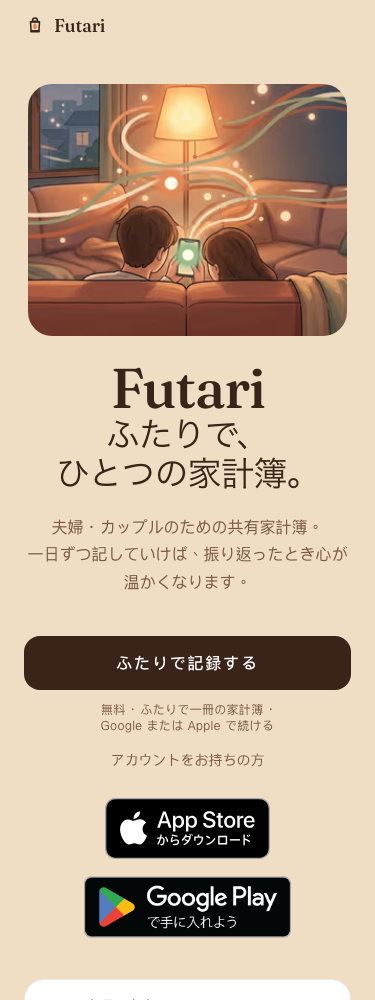 Futari
Futari
ふたりで、
ひとつの家計簿。
夫婦・カップルのための共有家計簿。
一日ずつ記していけば、振り返ったとき心が
温かくなります。
ふたりで記録する
無料・ふたりで一冊の家計簿・
Google または Apple で続ける
アカウントをお持ちの方
App Store
からダウンロード
Google Play
で手に入れよう